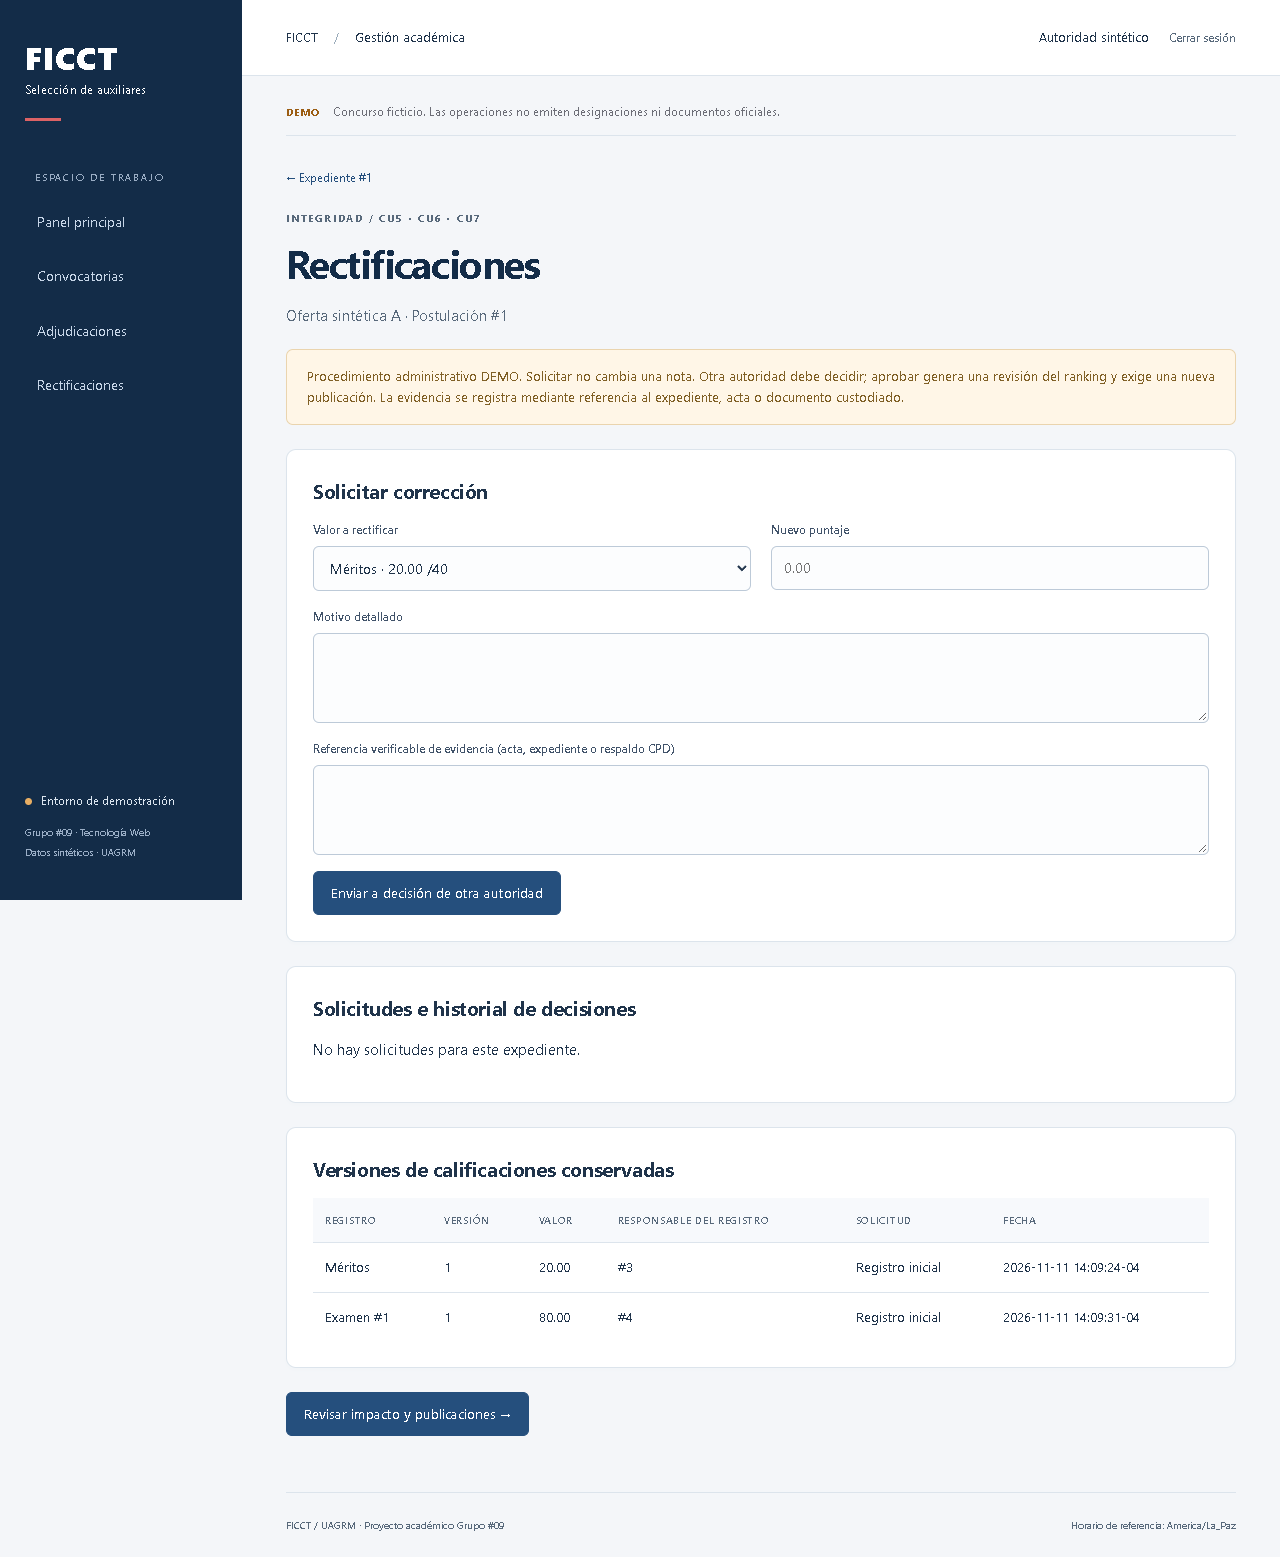 FICCT
Selección de auxiliares
ESPACIO DE TRABAJO
Panel principal
Convocatorias
Adjudicaciones
Rectificaciones
Entorno de demostración
Grupo #09 · Tecnología Web
Datos sintéticos · UAGRM
FICCT / Gestión académica
Autoridad sintético Cerrar sesión
DEMO Concurso ficticio. Las operaciones no emiten designaciones ni documentos oficiales.
← Expediente #1
INTEGRIDAD / CU5 · CU6 · CU7
Rectificaciones
Oferta sintética A · Postulación #1
Procedimiento administrativo DEMO. Solicitar no cambia una nota. Otra autoridad debe decidir; aprobar genera una revisión del ranking y exige una nueva
publicación. La evidencia se registra mediante referencia al expediente, acta o documento custodiado.
Solicitar corrección
Valor a rectificar Nuevo puntaje
Méritos · 20.00 /40 0.00
Motivo detallado
Referencia verificable de evidencia (acta, expediente o respaldo CPD)
Enviar a decisión de otra autoridad
Solicitudes e historial de decisiones
No hay solicitudes para este expediente.
Versiones de calificaciones conservadas
REGISTRO VERSIÓN VALOR RESPONSABLE DEL REGISTRO SOLICITUD FECHA
Méritos 1 20.00 #3 Registro inicial 2026-11-11 14:09:24-04
Examen #1 1 80.00 #4 Registro inicial 2026-11-11 14:09:31-04
Revisar impacto y publicaciones →
FICCT / UAGRM · Proyecto académico Grupo #09
Horario de referencia: America/La_Paz